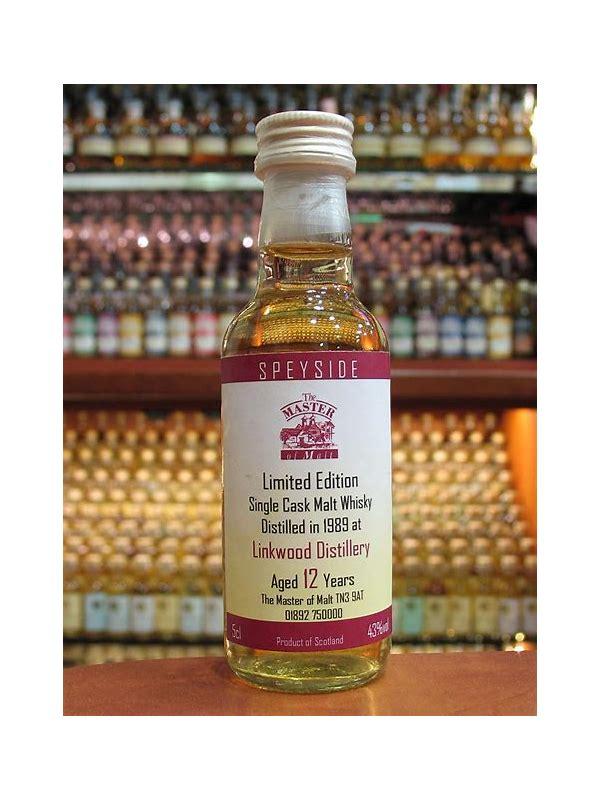 SPEYSIDE
The
MASTER
of Malt
Limited Edition
Single Cask Malt Whisky
Distilled in 1989 at
Linkwood Distillery
Aged 12 Years
The Master of Malt TN3 9AT
01892 750000
5cl 43%vol
Product of Scotland